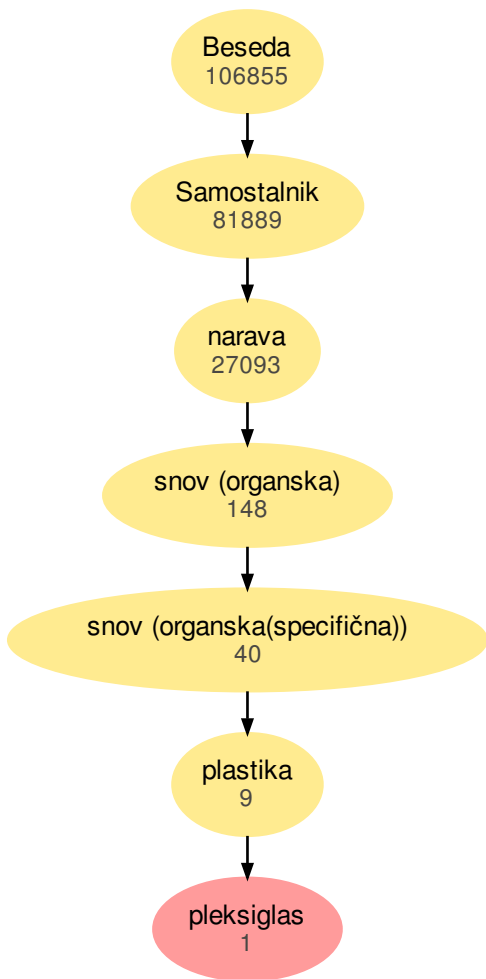 Beseda
106855
Samostalnik
81889
narava
27093
snov (organska)
148
snov (organska(specifična))
40
plastika
9
pleksiglas
1